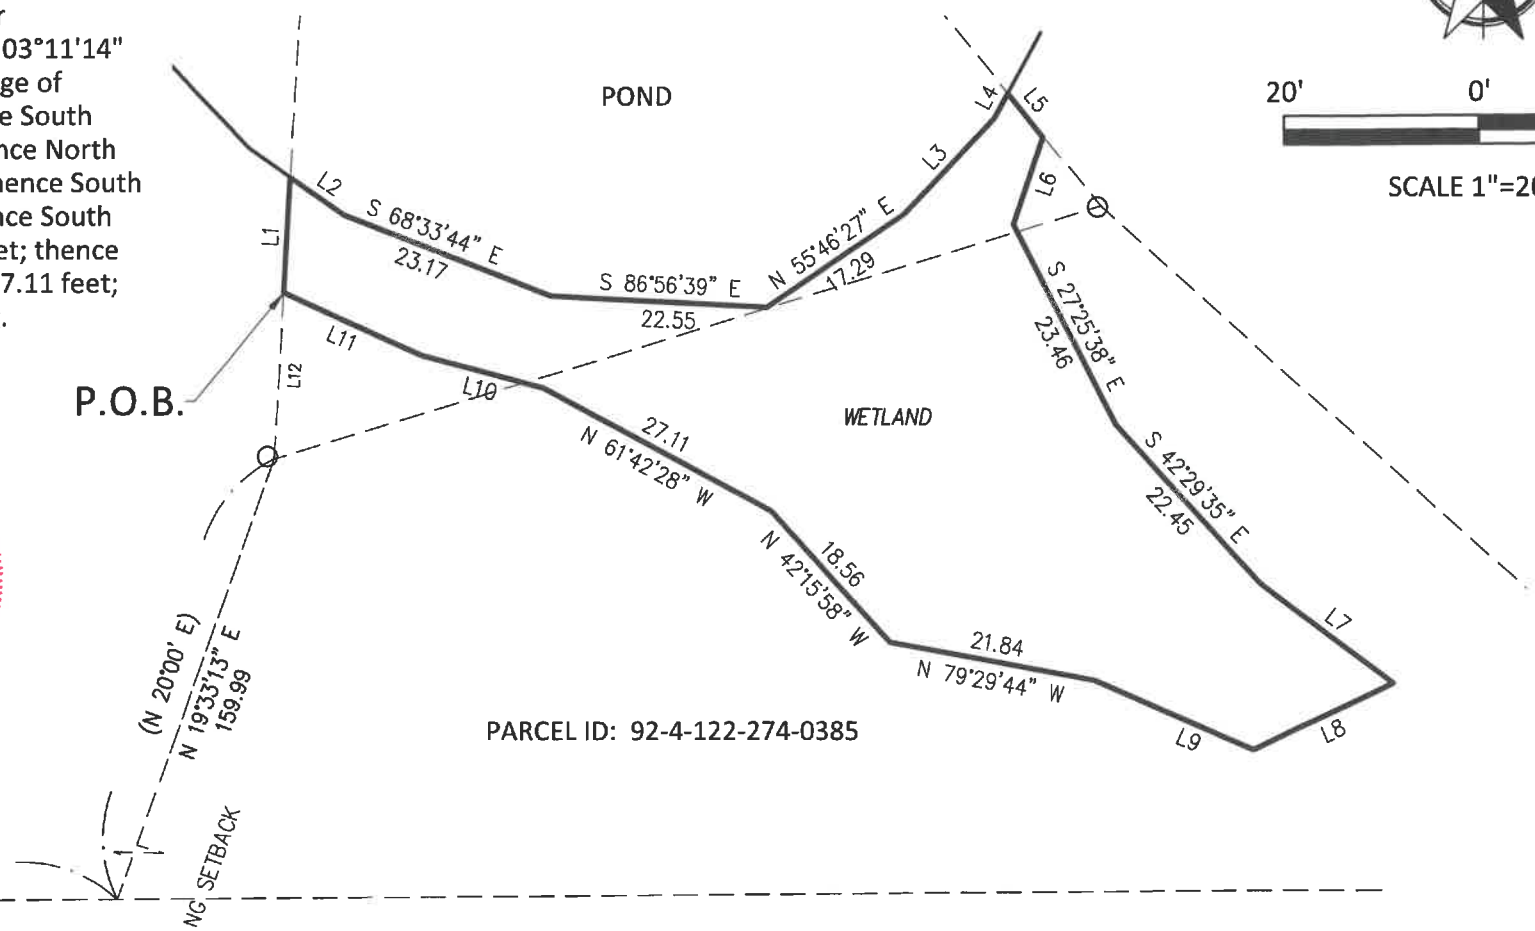 r
03°11'14"
ge of
e South
nce North
hence South
nce South
et; thence
7.11 feet;
.
POND
20' 0'
SCALE 1"=20
L1
L2
S 68°33'44" E
23.17
S 86°56'39" E
22.55
N 55°46'27" E
17.29
L3
L4
L5
L6
S 27°25'38" E
23.46
S 42°29'35" E
22.45
L7
L8
L9
N 79°29'44" W
21.84
N 42°15'58" W
18.56
N 61°42'28" W
27.11
L10
L11
L12
P.O.B.
WETLAND
(N 20°00' E)
N 19°33'13" E
159.99
PARCEL ID: 92-4-122-274-0385
NG SETBACK